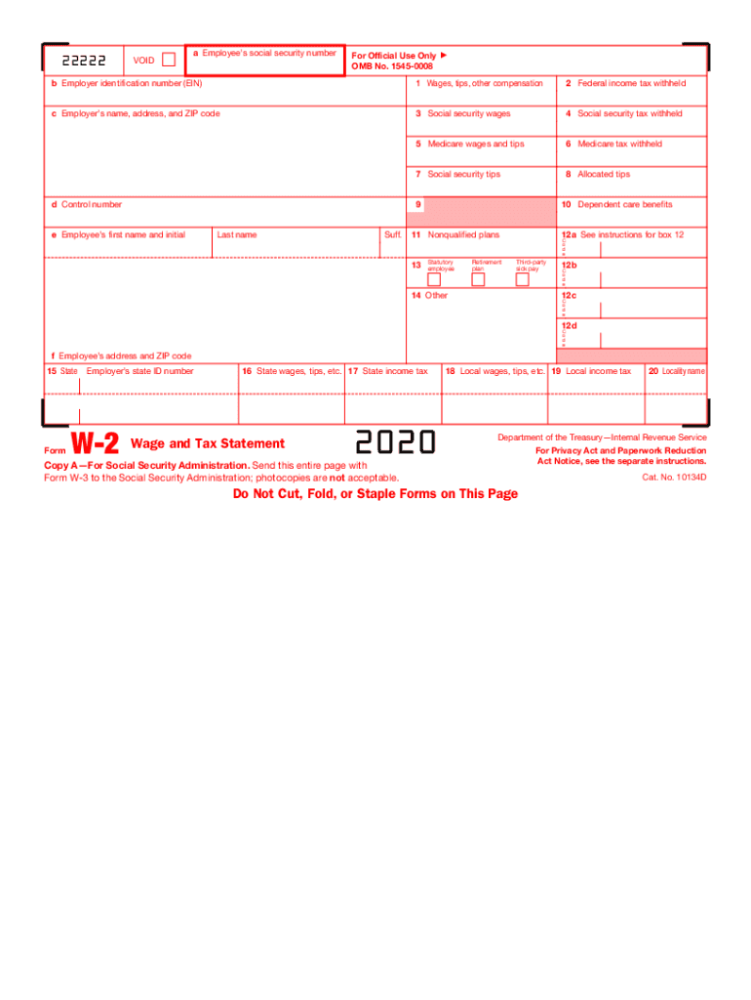 22222
VOID
a Employee's social security number
For Official Use Only ►
OMB No. 1545-0008
b Employer identification number (EIN)
1 Wages, tips, other compensation
2 Federal income tax withheld
c Employer's name, address, and ZIP code
3 Social security wages
4 Social security tax withheld
5 Medicare wages and tips
6 Medicare tax withheld
7 Social security tips
8 Allocated tips
d Control number
9
10 Dependent care benefits
e Employee's first name and initial
Last name
Suff.
11 Nonqualified plans
12a See instructions for box 12
13
Statutory
employee
Retirement
plan
Third-party
sick pay
12b
14 Other
12c
12d
f Employee's address and ZIP code
15 State Employer's state ID number
16 State wages, tips, etc.
17 State income tax
18 Local wages, tips, etc.
19 Local income tax
20 Locality name
Form W-2 Wage and Tax Statement
2020
Department of the Treasury—Internal Revenue Service
For Privacy Act and Paperwork Reduction
Act Notice, see the separate instructions.
Copy A—For Social Security Administration. Send this entire page with
Form W-3 to the Social Security Administration; photocopies are not acceptable.
Cat. No. 10134D
Do Not Cut, Fold, or Staple Forms on This Page